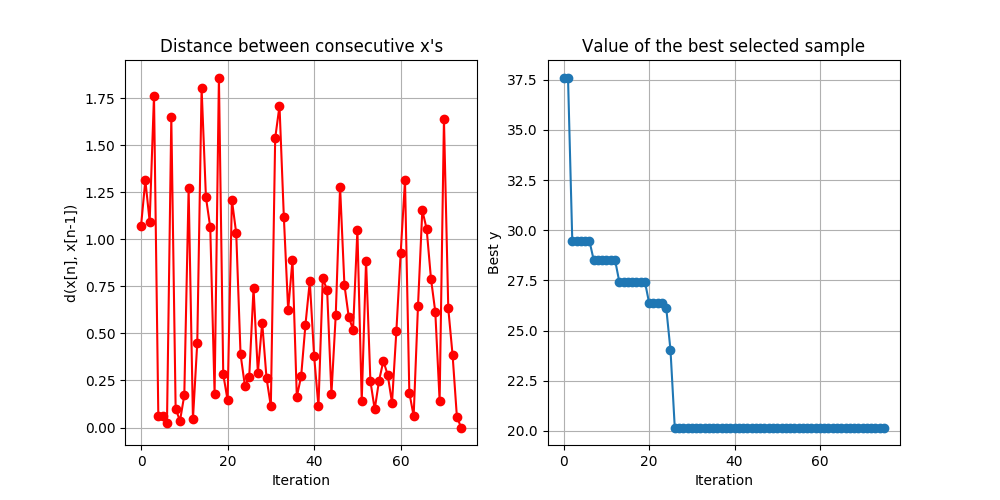 Distance between consecutive x's
1.75
1.50
1.25
1.00
0.75
0.50
0.25
0.00
d(x[n], x[n-1])
0 20 40 60
Iteration
Value of the best selected sample
37.5
35.0
32.5
30.0
27.5
25.0
22.5
20.0
Best y
0 20 40 60
Iteration